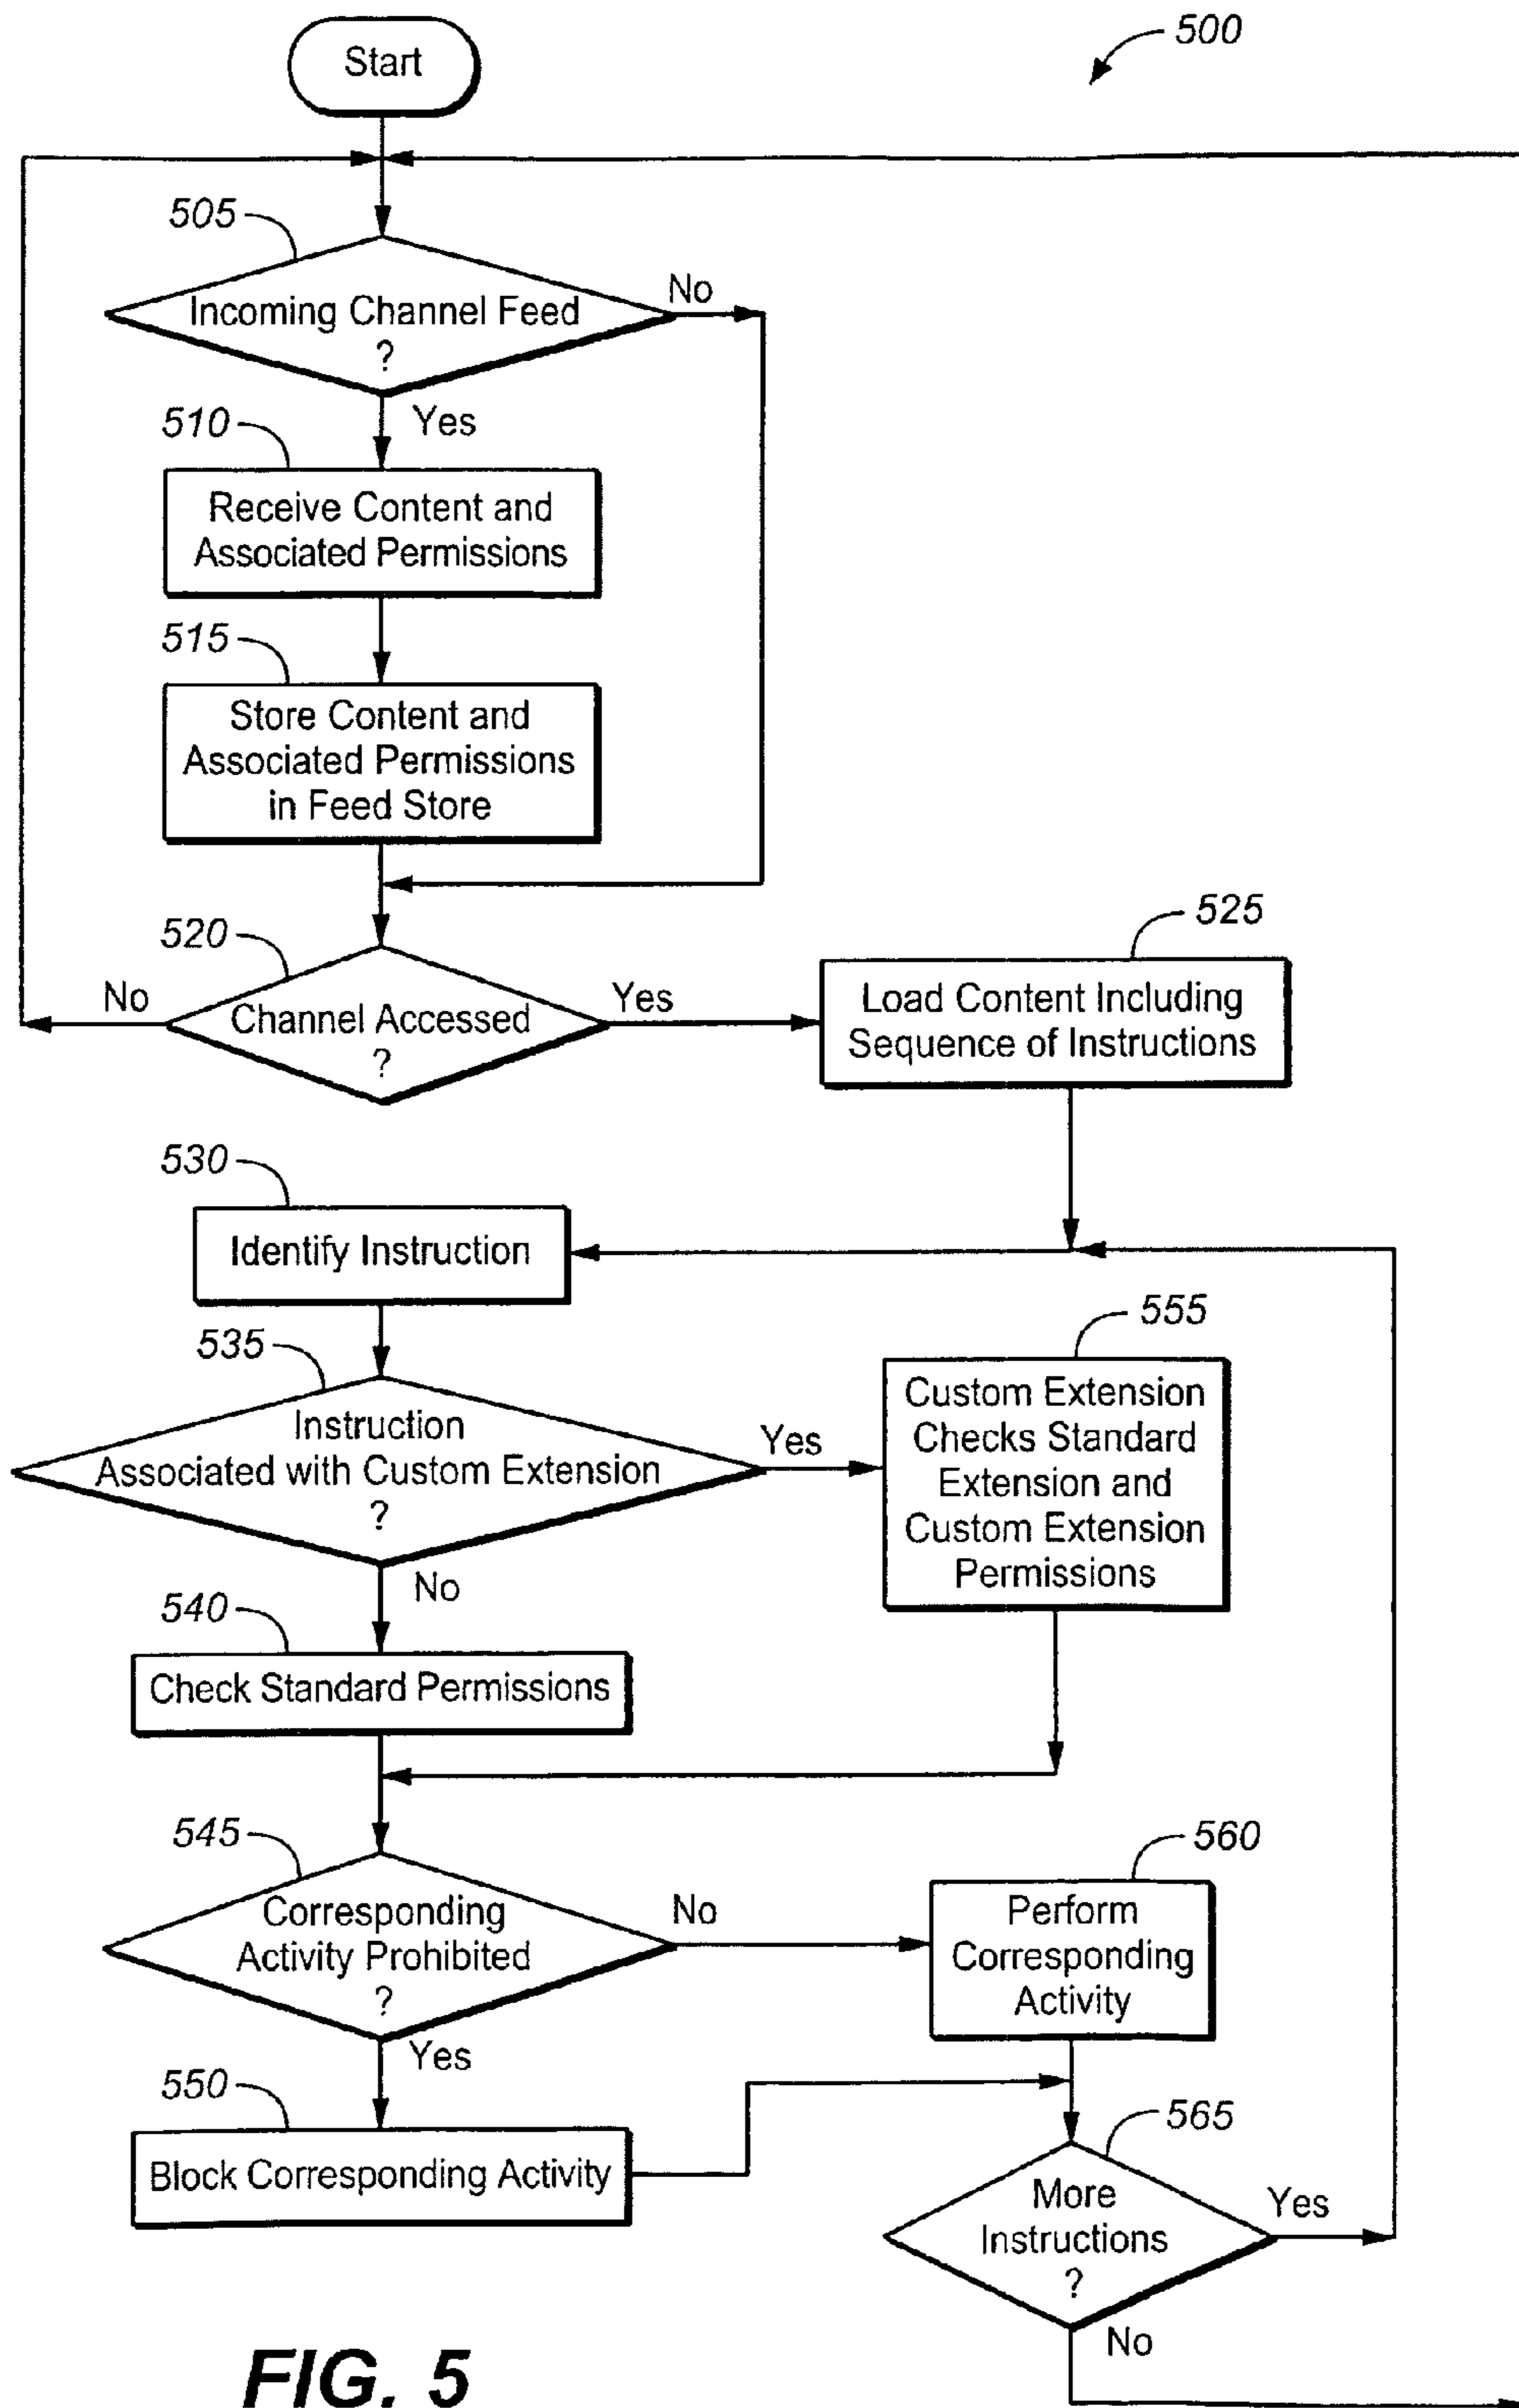 500
Start
505
Incoming Channel Feed
?
No
Yes
510
Receive Content and
Associated Permissions
515
Store Content and
Associated Permissions
in Feed Store
520
No
Channel Accessed
?
Yes
525
Load Content Including
Sequence of Instructions
530
Identify Instruction
535
Instruction
Associated with Custom Extension
?
Yes
No
555
Custom Extension
Checks Standard
Extension and
Custom Extension
Permissions
540
Check Standard Permissions
545
Corresponding
Activity Prohibited
?
No
Yes
560
Perform
Corresponding
Activity
550
Block Corresponding Activity
565
More
Instructions
?
Yes
No
FIG. 5